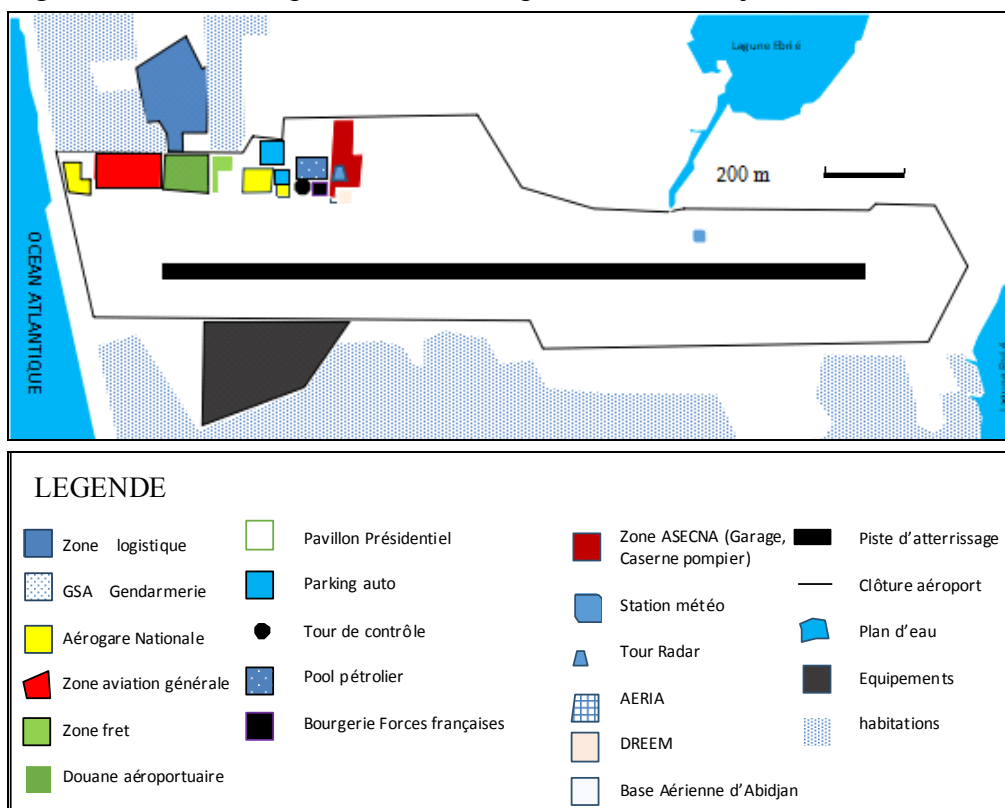 Lagune Ebrié
200 m
OCEAN ATLANTIQUE
LEGENDE
Zone logistique
GSA Gendarmerie
Aérogare Nationale
Zone aviation générale
Zone fret
Douane aéroportuaire
Pavillon Présidentiel
Parking auto
Tour de contrôle
Pool pétrolier
Bourgerie Forces françaises
Zone ASECNA (Garage,
Caserne pompier)
Station météo
Tour Radar
AERIA
DREEM
Base Aérienne d'Abidjan
Piste d'atterrissage
Clôture aéroport
Plan d'eau
Equipements
habitations